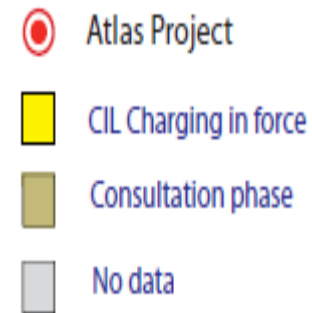 Atlas Project
CIL Charging in force
Consultation phase
No data